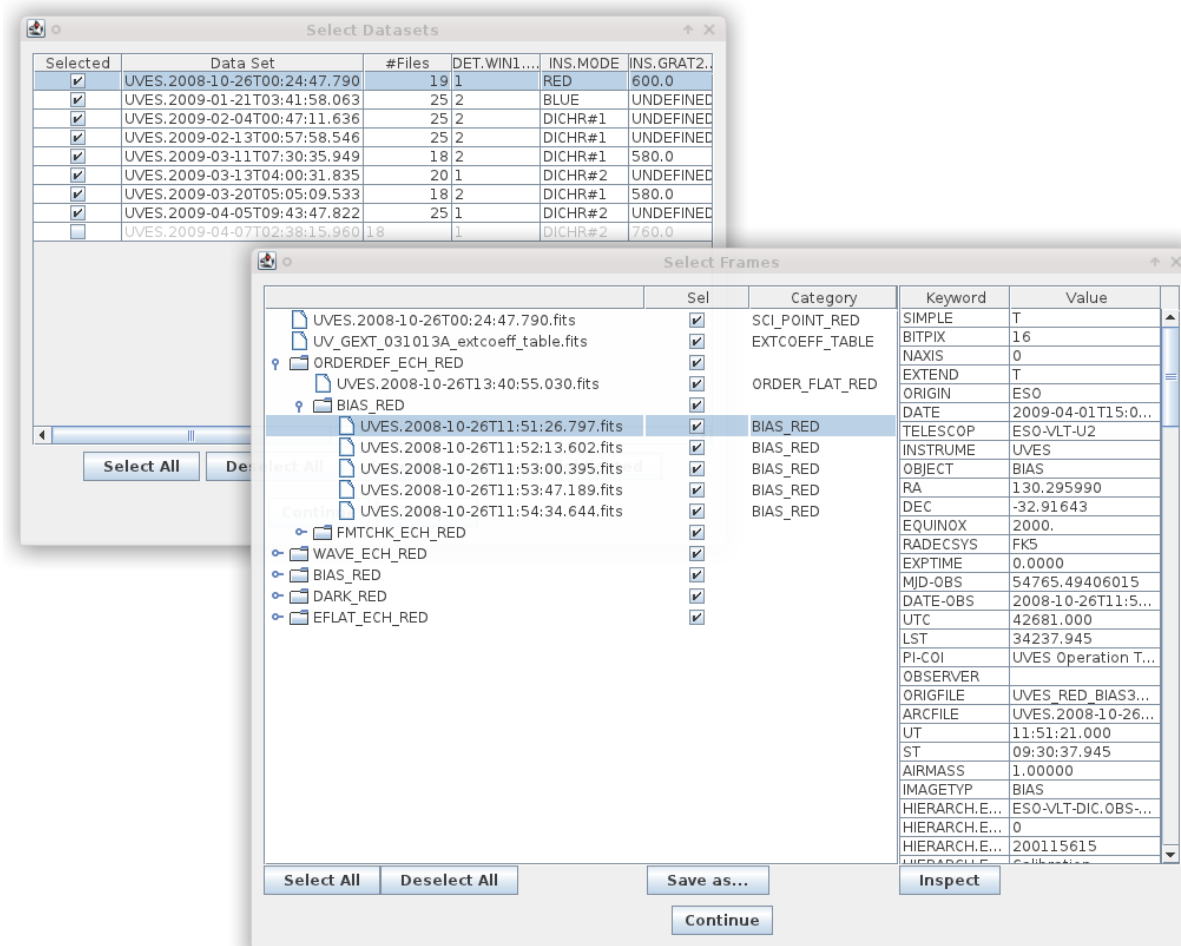 Select Datasets
Selected Data Set #Files DET.WIN1.... INS.MODE INS.GRAT2..
UVES.2008-10-26T00:24:47.790 19 1 RED 600.0
UVES.2009-01-21T03:41:58.063 25 2 BLUE UNDEFINED
UVES.2009-02-04T00:47:11.636 25 2 DICHR#1 UNDEFINED
UVES.2009-02-13T00:57:58.546 25 2 DICHR#1 UNDEFINED
UVES.2009-03-11T07:30:35.949 18 2 DICHR#1 580.0
UVES.2009-03-13T04:00:31.835 20 1 DICHR#2 UNDEFINED
UVES.2009-03-20T05:05:09.533 18 2 DICHR#1 580.0
UVES.2009-04-05T09:43:47.822 25 1 DICHR#2 UNDEFINED
UVES.2009-04-07T02:38:15.960 18 1 DICHR#2 760.0
Select All Deselect All
Continue
Select Frames
Sel Category Keyword Value
UVES.2008-10-26T00:24:47.790.fits SCI_POINT_RED
UV_GEXT_031013A_extcoeff_table.fits EXTCOEFF_TABLE
ORDERDEF_ECH_RED
UVES.2008-10-26T13:40:55.030.fits ORDER_FLAT_RED
BIAS_RED
UVES.2008-10-26T11:51:26.797.fits BIAS_RED
UVES.2008-10-26T11:52:13.602.fits BIAS_RED
UVES.2008-10-26T11:53:00.395.fits BIAS_RED
UVES.2008-10-26T11:53:47.189.fits BIAS_RED
UVES.2008-10-26T11:54:34.644.fits BIAS_RED
FMTCHK_ECH_RED
WAVE_ECH_RED
BIAS_RED
DARK_RED
EFLAT_ECH_RED
SIMPLE T
BITPIX 16
NAXIS 0
EXTEND T
ORIGIN ESO
DATE 2009-04-01T15:0...
TELESCOP ESO-VLT-U2
INSTRUME UVES
OBJECT BIAS
RA 130.295990
DEC -32.91643
EQUINOX 2000.
RADECSYS FK5
EXPTIME 0.0000
MJD-OBS 54765.49406015
DATE-OBS 2008-10-26T11:5...
UTC 42681.000
LST 34237.945
PI-COI UVES Operation T...
OBSERVER
ORIGFILE UVES_RED_BIAS3...
ARCFILE UVES.2008-10-26...
UT 11:51:21.000
ST 09:30:37.945
AIRMASS 1.00000
IMAGETYP BIAS
HIERARCH.E... ESO-VLT-DIC.OBS-...
HIERARCH.E... 0
HIERARCH.E... 200115615
Select All Deselect All Save as... Inspect
Continue